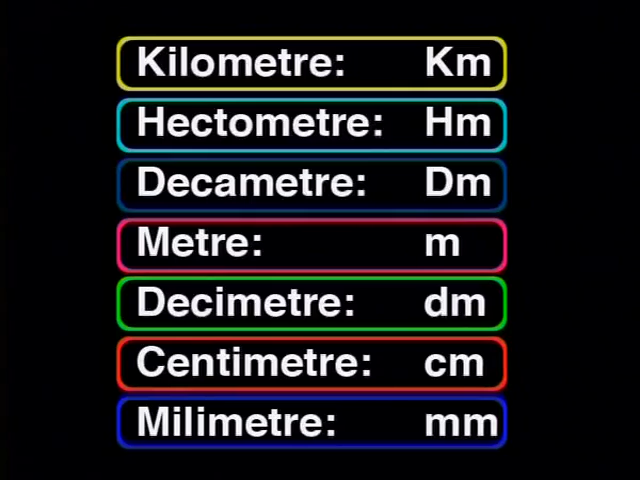 Kilometre: Km
Hectometre: Hm
Decametre: Dm
Metre: m
Decimetre: dm
Centimetre: cm
Milimetre: mm